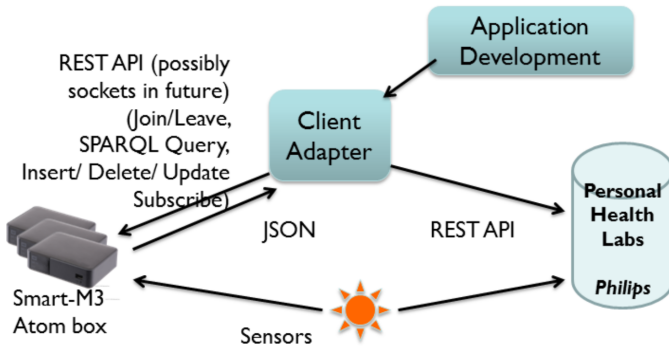 Application
Development
REST API (possibly
sockets in future)
(Join/Leave,
SPARQL Query,
Insert/ Delete/ Update
Subscribe)
Client
Adapter
JSON
REST API
Personal
Health
Labs
Philips
Smart-M3
Atom box
Sensors